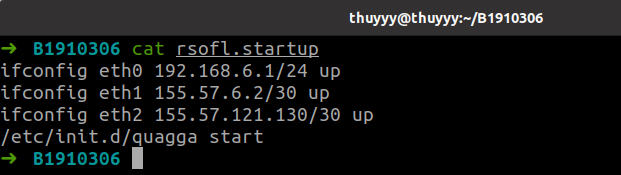 thuyyy@thuyyy:~/B1910306
➜ B1910306 cat rsofl.startup
ifconfig eth0 192.168.6.1/24 up
ifconfig eth1 155.57.6.2/30 up
ifconfig eth2 155.57.121.130/30 up
/etc/init.d/quagga start
➜ B1910306